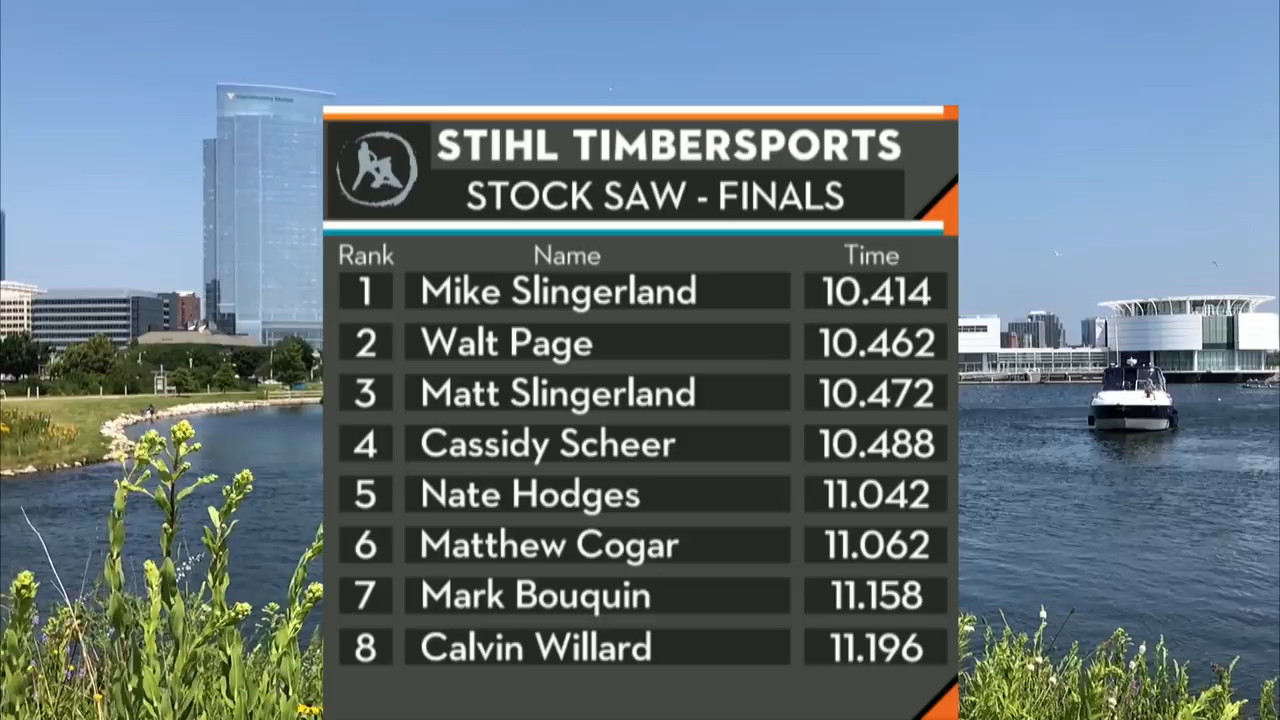 STIHL TIMBERSPORTS
STOCK SAW - FINALS
Rank Name Time
1 Mike Slingerland 10.414
2 Walt Page 10.462
3 Matt Slingerland 10.472
4 Cassidy Scheer 10.488
5 Nate Hodges 11.042
6 Matthew Cogar 11.062
7 Mark Bouquin 11.158
8 Calvin Willard 11.196